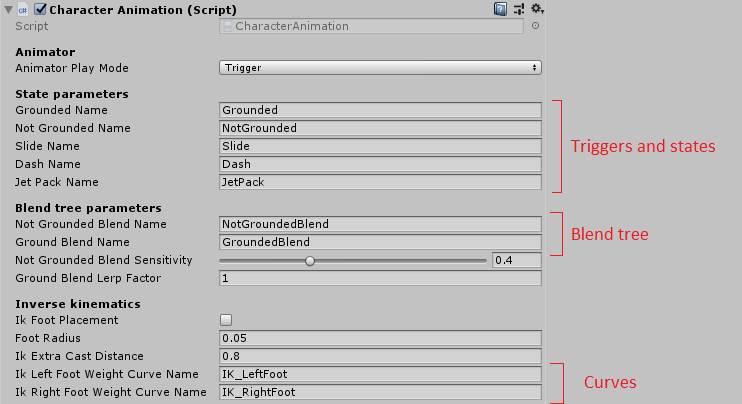 Character Animation (Script)
Script CharacterAnimation
Animator
Animator Play Mode Trigger
State parameters
Grounded Name Grounded
Not Grounded Name NotGrounded
Slide Name Slide
Dash Name Dash
Jet Pack Name JetPack
Triggers and states
Blend tree parameters
Not Grounded Blend Name NotGroundedBlend
Ground Blend Name GroundedBlend
Not Grounded Blend Sensitivity 0.4
Ground Blend Lerp Factor 1
Blend tree
Inverse kinematics
Ik Foot Placement
Foot Radius 0.05
Ik Extra Cast Distance 0.8
Ik Left Foot Weight Curve Name IK_LeftFoot
Ik Right Foot Weight Curve Name IK_RightFoot
Curves